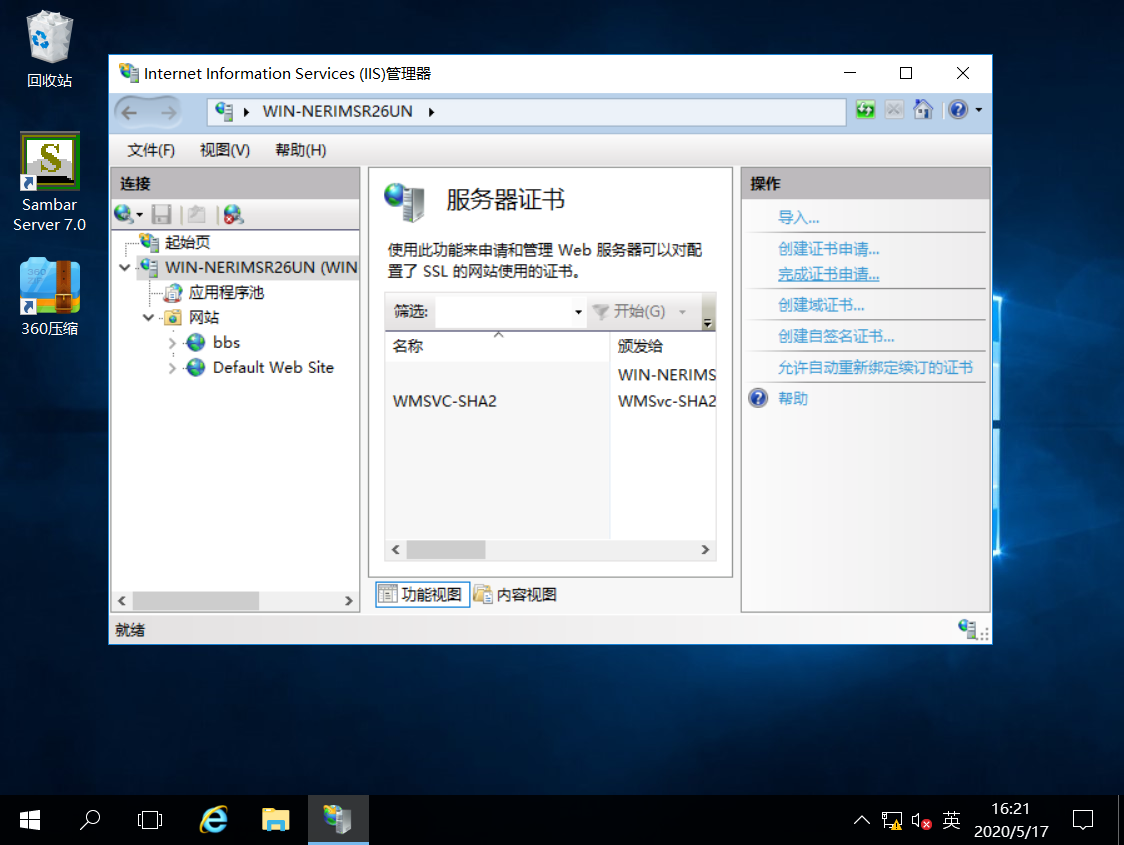 回收站
Sambar
Server 7.0
360压缩
Internet Information Services (IIS)管理器
WIN-NERIMSR26UN
文件(F) 视图(V) 帮助(H)
连接
起始页
WIN-NERIMSR26UN (WIN
应用程序池
网站
bbs
Default Web Site
服务器证书
使用此功能来申请和管理 Web 服务器可以对配
置了 SSL 的网站使用的证书。
筛选: 开始(G)
名称 颁发给
WIN-NERIMS
WMSVC-SHA2 WMSvc-SHA2
功能视图 内容视图
操作
导入...
创建证书申请...
完成证书申请...
创建域证书...
创建自签名证书...
允许自动重新绑定续订的证书
帮助
就绪
英
16:21
2020/5/17